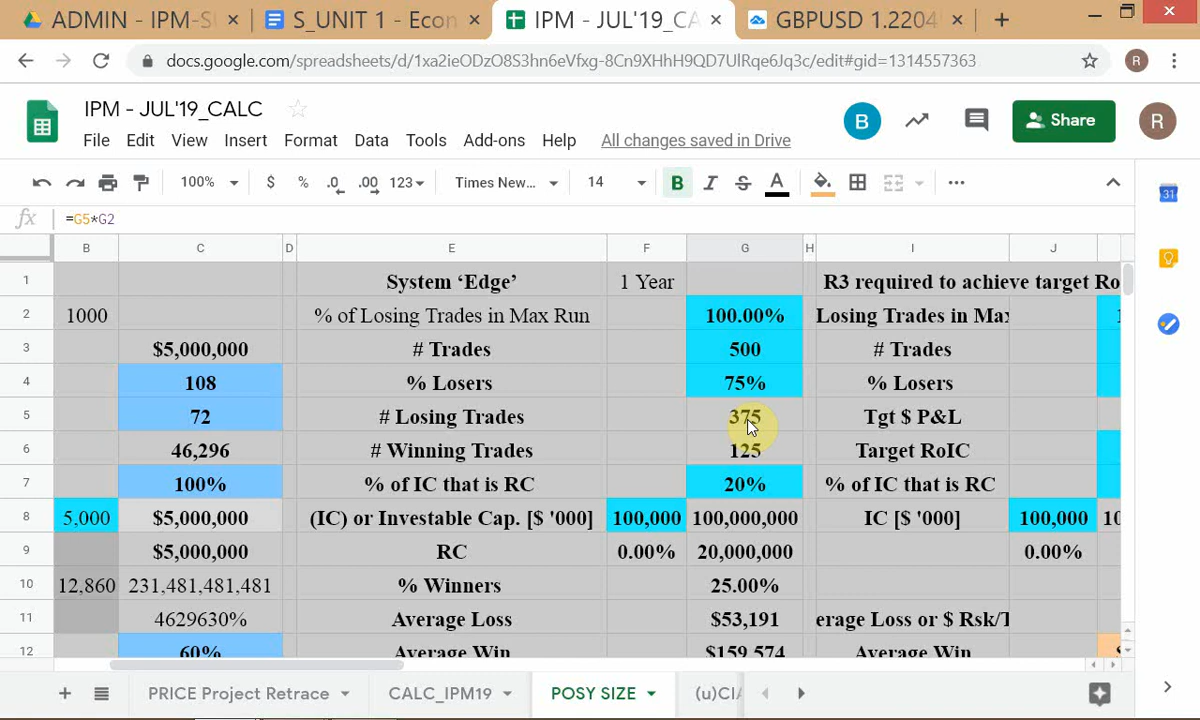 ADMIN - IPM-S
S_UNIT 1 - Econ
IPM - JUL'19_CA
GBPUSD 1.2204
docs.google.com/spreadsheets/d/1xa2ieODzO8S3hn6eVfxg-8Cn9XHhH9QD7UlRqe6Jq3c/edit#gid=1314557363
R
IPM - JUL'19_CALC
File Edit View Insert Format Data Tools Add-ons Help All changes saved in Drive
B
Share
R
100% $ % .0 .00 123 Times New... 14 B I S A
31
fx =G5*G2
B C D E F G H I J
1 System ‘Edge’ 1 Year R3 required to achieve target Ro
2 1000 % of Losing Trades in Max Run 100.00% Losing Trades in Max
3 $5,000,000 # Trades 500 # Trades
4 108 % Losers 75% % Losers
5 72 # Losing Trades 375 Tgt $ P&L
6 46,296 # Winning Trades 125 Target RoIC
7 100% % of IC that is RC 20% % of IC that is RC
8 5,000 $5,000,000 (IC) or Investable Cap. [$ '000] 100,000 100,000,000 IC [$ '000] 100,000 10
9 $5,000,000 RC 0.00% 20,000,000 0.00%
10 12,860 231,481,481,481 % Winners 25.00%
11 4629630% Average Loss $53,191 erage Loss or $ Rsk/T
12 60% Average Win $159,574 Average Win
PRICE Project Retrace CALC_IPM19 POSY SIZE (u)CIA